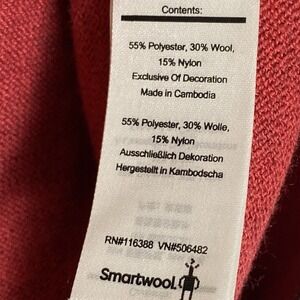 Contents:
55% Polyester, 30% Wool,
15% Nylon
Exclusive Of Decoration
Made in Cambodia
55% Polyester, 30% Wolle,
15% Nylon
Ausschließlich Dekoration
Hergestellt in Kambodscha
RN#116388 VN#506482
Smartwool